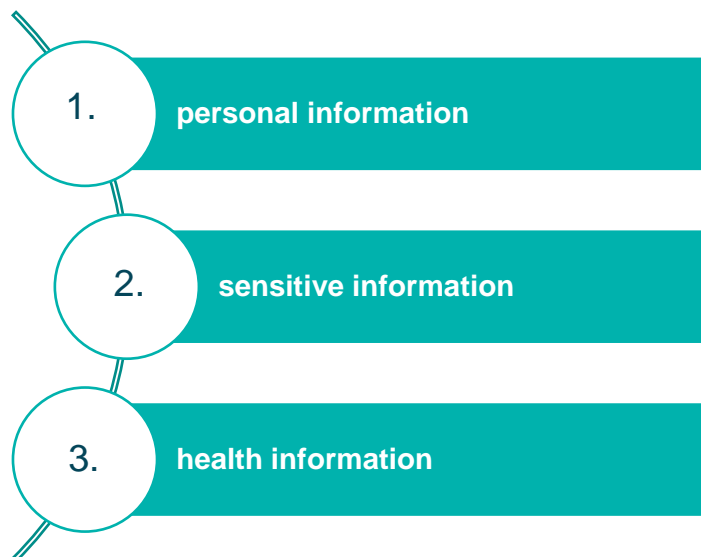 1.
personal information
2.
sensitive information
3.
health information